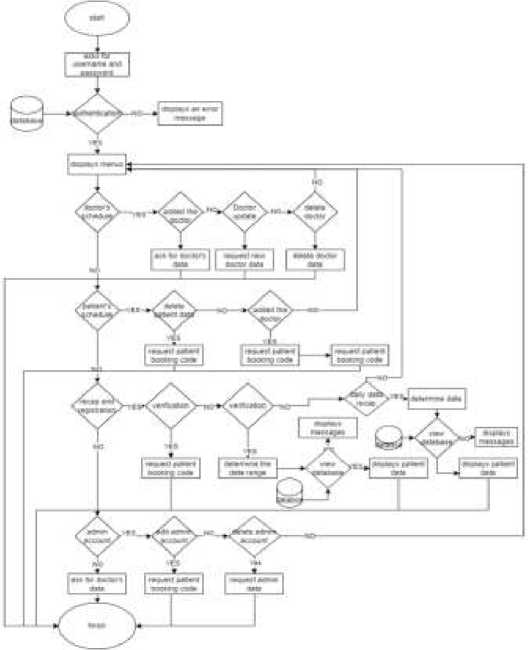 start
asks for
username and
password
database
authentication
NO
displays an error
message
YES
displays menus
NO
doctor's
schedule
YES
added the
doctor
NO
Doctor
update
NO
delete
doctor
ask for doctor's
data
request new
doctor data
delete doctor
data
NO
patient's
schedule
YES
delete
patient data
NO
added the
doctor
NO
YES
YES
request patient
booking code
request patient
booking code
request patient
booking code
NO
NO
recap and
registration
YES
verification
NO
verification
NO
daily data
recap
YES
determine data
displays
messages
view
database
NO
displays
messages
NO
YES
YES
NO
request patient
booking code
determine the
date range
view
database
YES
displays patient
data
displays patient
data
admin
account
YES
edit admin
account
NO
delete admin
account
NO
NO
YES
Yes
ask for doctor's
data
request patient
booking code
request admin
data
finish